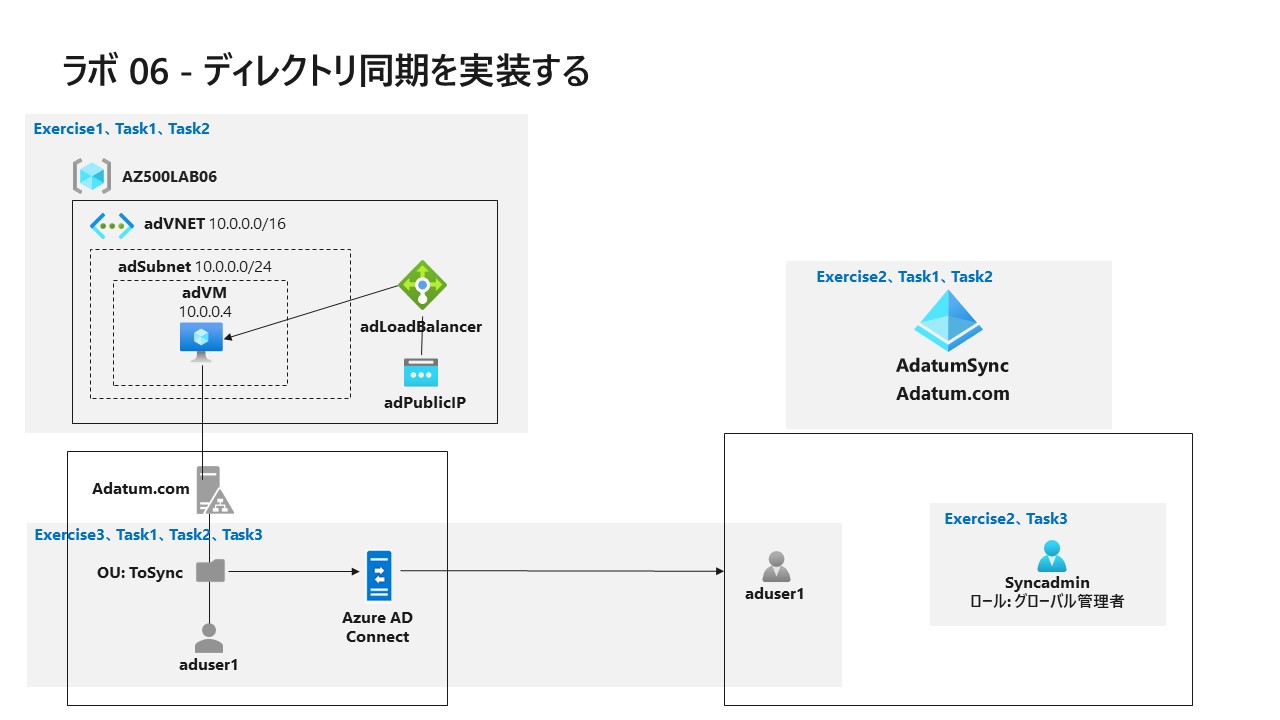 ラボ 06 - ディレクトリ同期を実装する
Exercise1、Task1、Task2
AZ500LAB06
adVNET 10.0.0.0/16
adSubnet 10.0.0.0/24
adVM
10.0.0.4
adLoadBalancer
adPublicIP
Exercise2、Task1、Task2
AdatumSync
Adatum.com
Adatum.com
Exercise3、Task1、Task2、Task3
OU: ToSync
Azure AD
Connect
aduser1
aduser1
Exercise2、Task3
Syncadmin
ロール: グローバル管理者